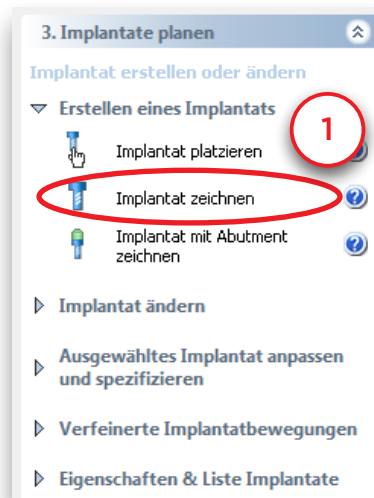 3. Implantate planen
Implantat erstellen oder ändern
Erstellen eines Implantats
1
Implantat platzieren
Implantat zeichnen
?
Implantat mit Abutment
zeichnen
?
Implantat ändern
Ausgewähltes Implantat anpassen
und spezifizieren
Verfeinerte Implantatbewegungen
Eigenschaften & Liste Implantate